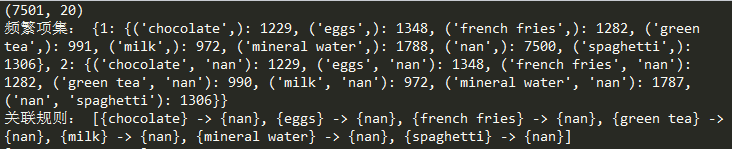 (7501, 20)
频繁项集： {1: {('chocolate',): 1229, ('eggs',): 1348, ('french fries',): 1282, ('green
tea',): 991, ('milk',): 972, ('mineral water',): 1788, ('nan',): 7500, ('spaghetti',):
1306}, 2: {('chocolate', 'nan'): 1229, ('eggs', 'nan'): 1348, ('french fries', 'nan'):
1282, ('green tea', 'nan'): 990, ('milk', 'nan'): 972, ('mineral water', 'nan'): 1787,
('nan', 'spaghetti'): 1306}}
关联规则： [{chocolate} -> {nan}, {eggs} -> {nan}, {french fries} -> {nan}, {green tea} ->
{nan}, {milk} -> {nan}, {mineral water} -> {nan}, {spaghetti} -> {nan}]